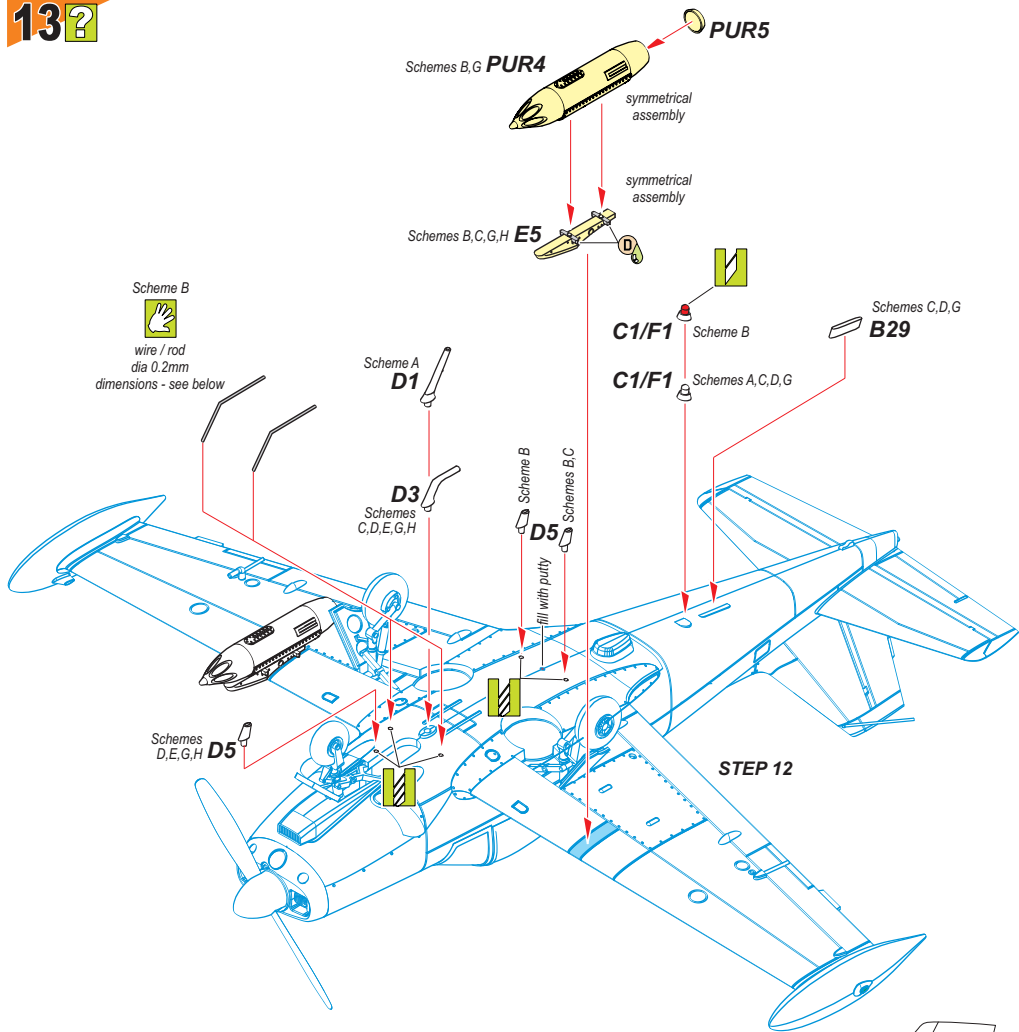 13?
PUR5
Schemes B,G PUR4
symmetrical
assembly
symmetrical
assembly
Schemes B,C,G,H E5
D
Scheme B
wire / rod
dia 0.2mm
dimensions - see below
Scheme A
D1
C1/F1 Scheme B
Schemes C,D,G
B29
C1/F1 Schemes A,C,D,G
D3
Schemes
C,D,E,G,H
Scheme B
D5
Schemes B,C
fill with putty
Schemes
D,E,G,H D5
STEP 12